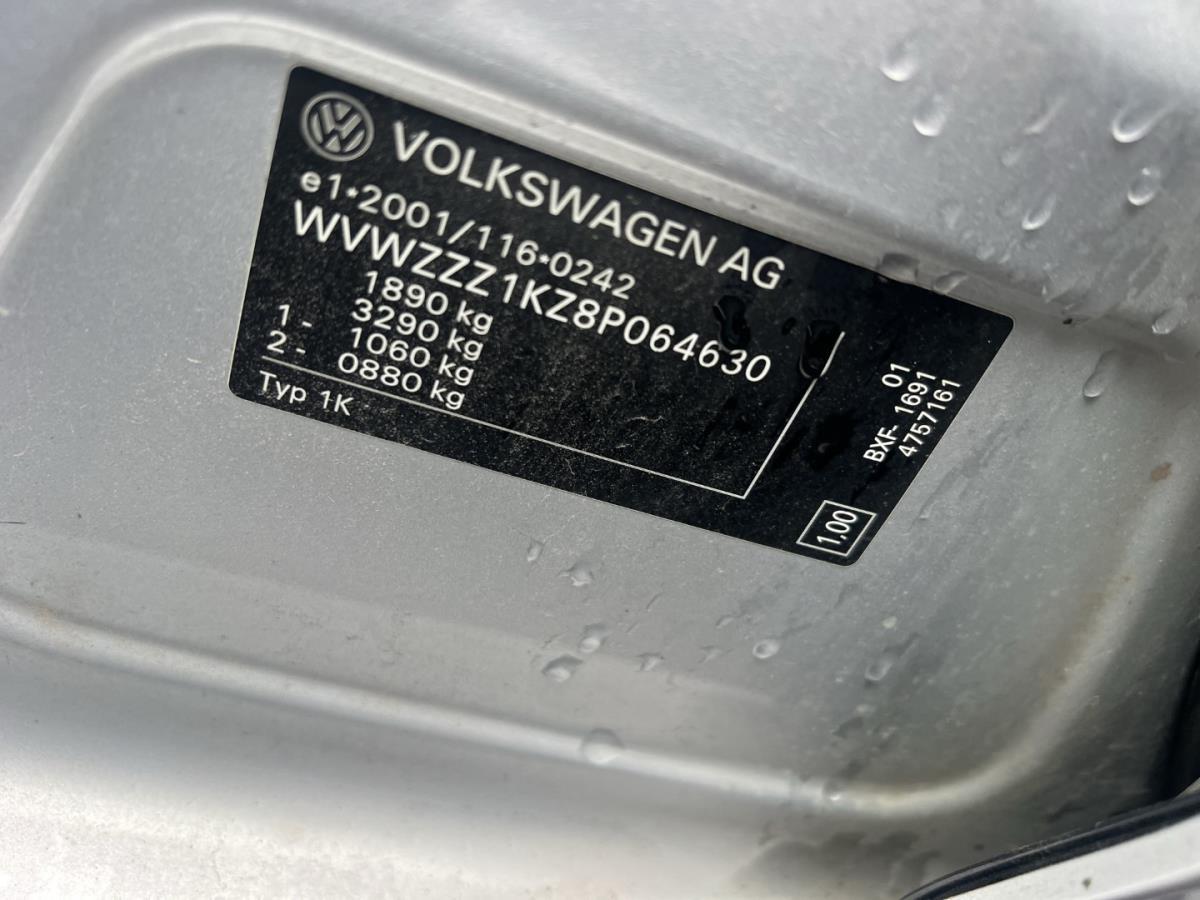 VOLKSWAGEN AG
e1*2001/116*0242
WVWZZZ1KZ8P064630
1890 kg
3290 kg
1- 1060 kg
2- 0880 kg
Typ 1K
01
BXF- 1691
4757161
1.00